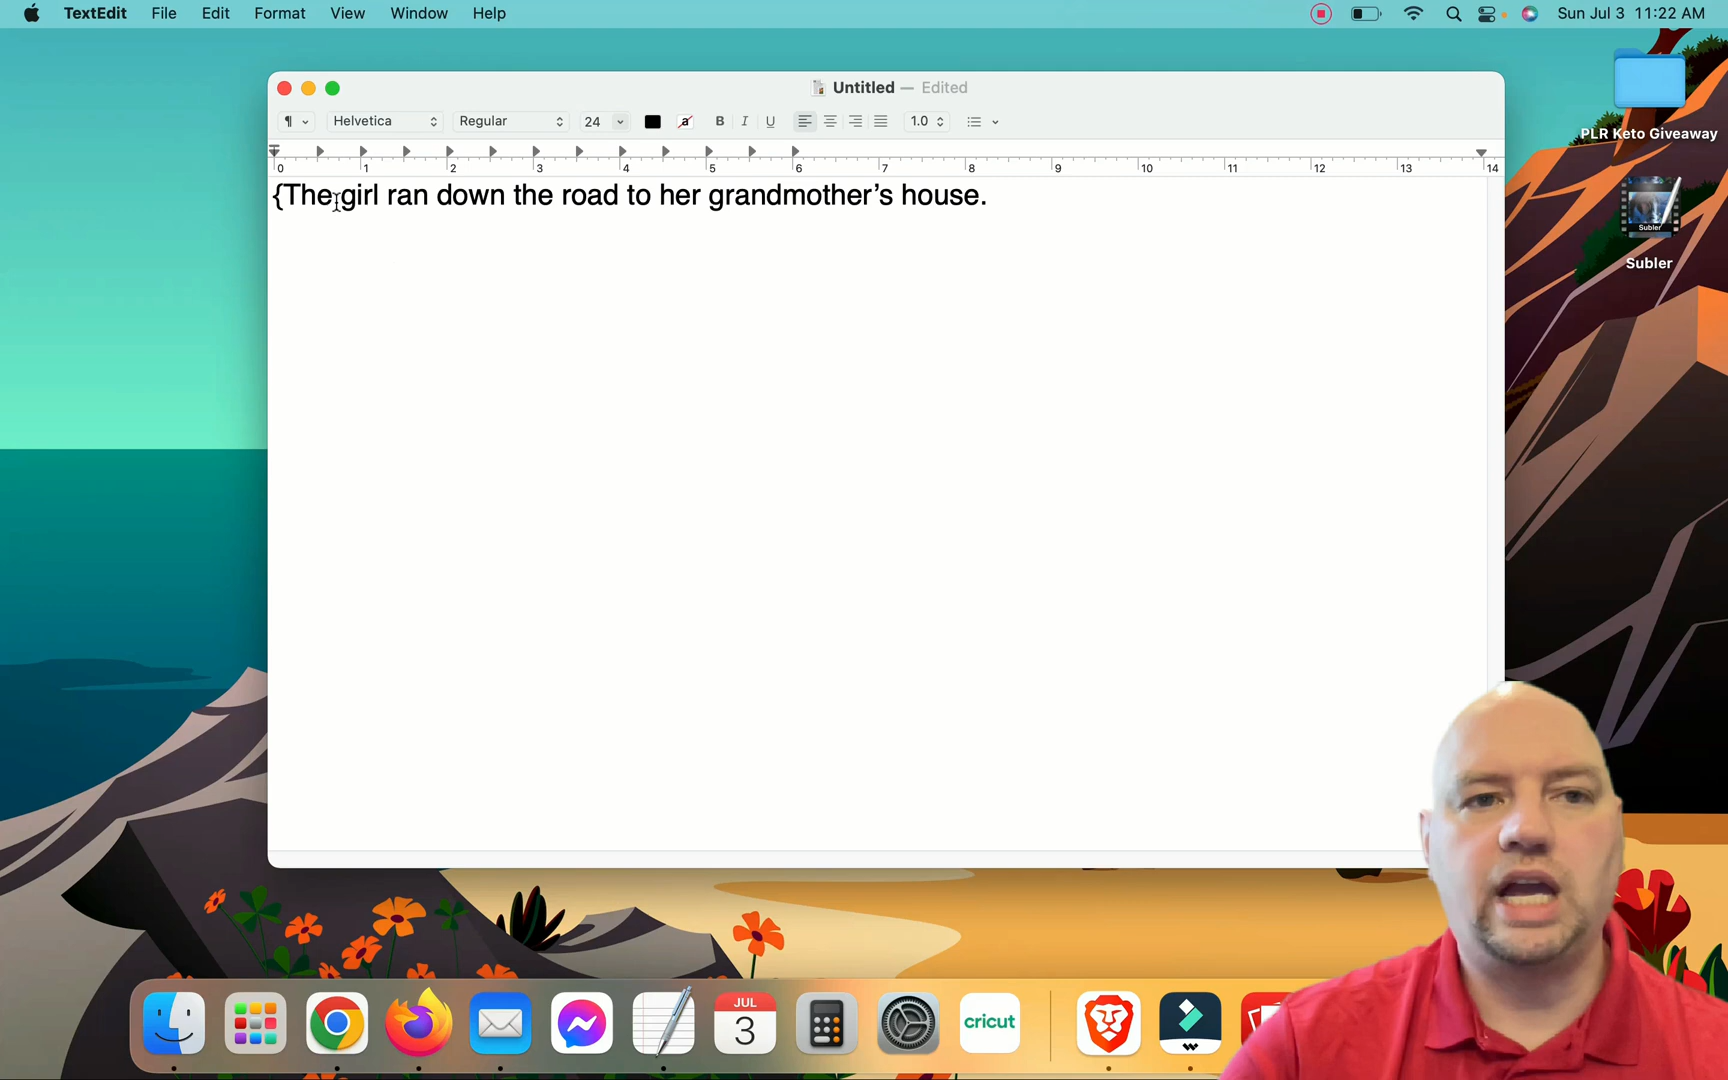 TextEdit File Edit Format View Window Help Sun Jul 3 11:22 AM
Untitled — Edited
¶ Helvetica Regular 24 a B I U 1.0
0 1 2 3 4 5 6 7 8 9 10 11 12 13 14
{The girl ran down the road to her grandmother’s house.
PLR Keto Giveaway
Subler
Subler
JUL
3
cricut